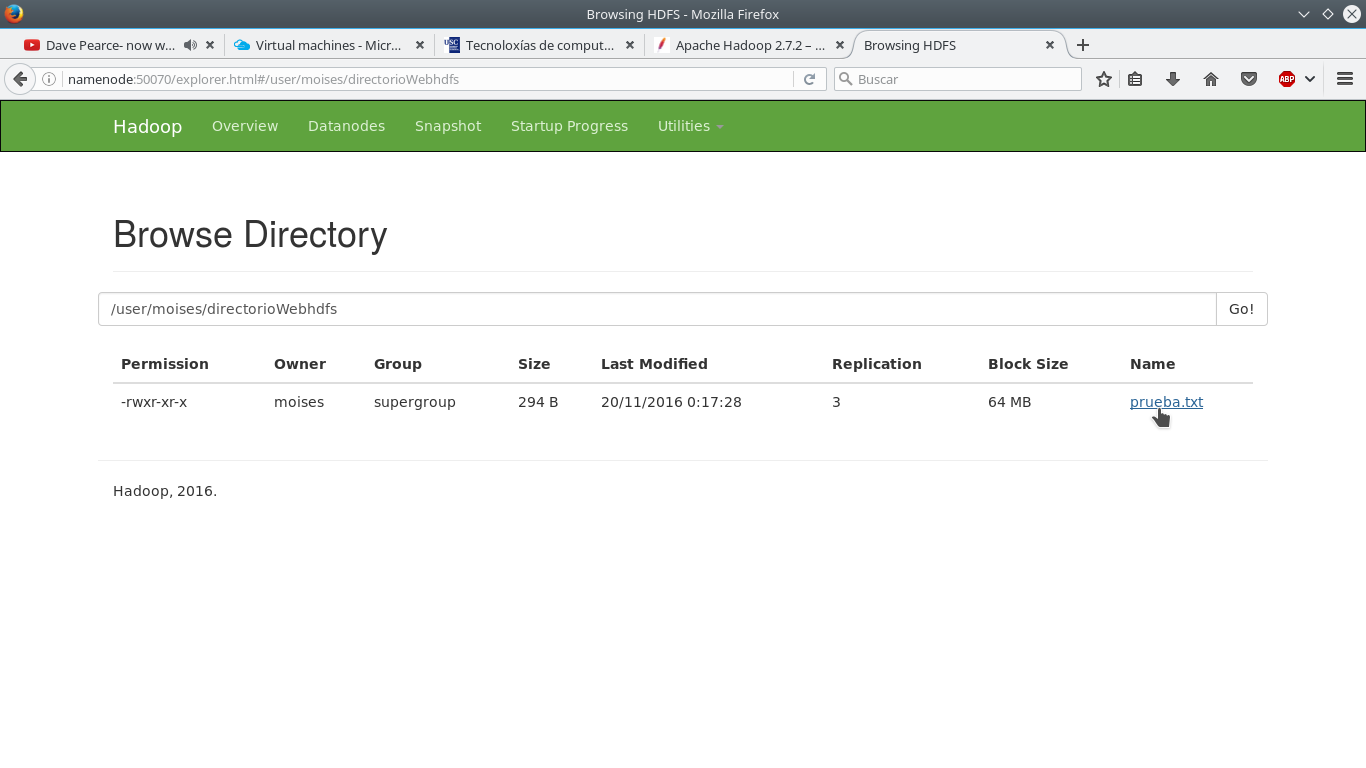 Browsing HDFS - Mozilla Firefox
Dave Pearce- now w... Virtual machines - Micr... Tecnoloxías de comput... Apache Hadoop 2.7.2 – ... Browsing HDFS
namenode:50070/explorer.html#/user/moises/directorioWebhdfs Buscar ABP
Hadoop Overview Datanodes Snapshot Startup Progress Utilities
Browse Directory
/user/moises/directorioWebhdfs Go!
Permission Owner Group Size Last Modified Replication Block Size Name
-rwxr-xr-x moises supergroup 294 B 20/11/2016 0:17:28 3 64 MB prueba.txt
Hadoop, 2016.